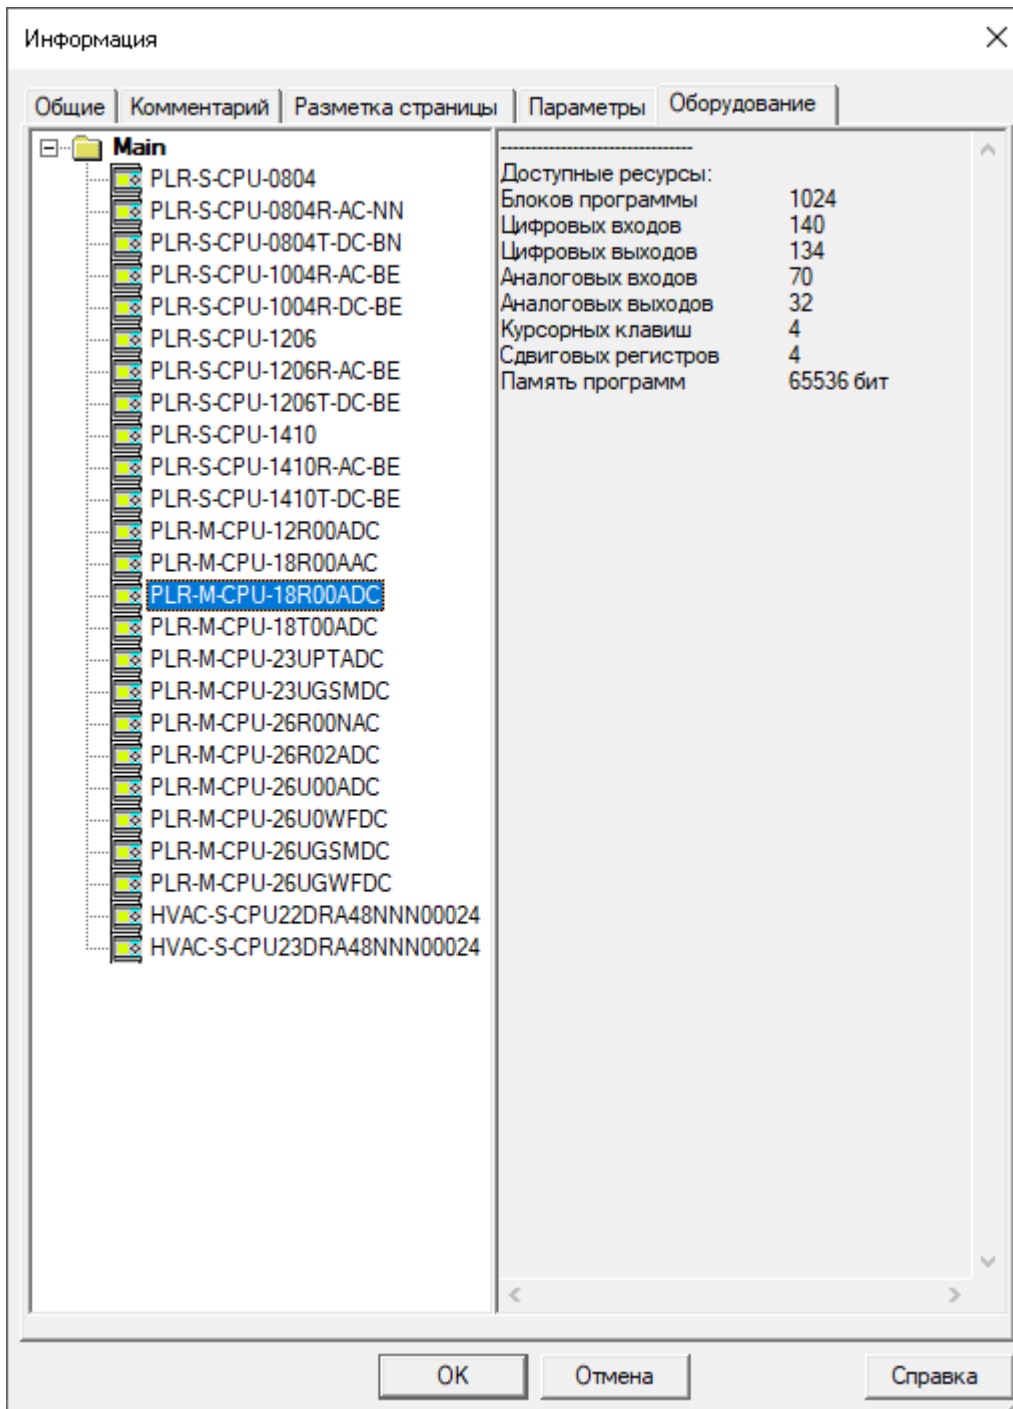 Информация
Общие Комментарий Разметка страницы Параметры Оборудование
Main
PLR-S-CPU-0804
PLR-S-CPU-0804R-AC-NN
PLR-S-CPU-0804T-DC-BN
PLR-S-CPU-1004R-AC-BE
PLR-S-CPU-1004R-DC-BE
PLR-S-CPU-1206
PLR-S-CPU-1206R-AC-BE
PLR-S-CPU-1206T-DC-BE
PLR-S-CPU-1410
PLR-S-CPU-1410R-AC-BE
PLR-S-CPU-1410T-DC-BE
PLR-M-CPU-12R00ADC
PLR-M-CPU-18R00AAC
PLR-M-CPU-18R00ADC
PLR-M-CPU-18T00ADC
PLR-M-CPU-23UPTADC
PLR-M-CPU-23UGSMDC
PLR-M-CPU-26R00NAC
PLR-M-CPU-26R02ADC
PLR-M-CPU-26U00ADC
PLR-M-CPU-26U0WFDC
PLR-M-CPU-26UGSMDC
PLR-M-CPU-26UGWFDC
HVAC-S-CPU22DRA48NNN00024
HVAC-S-CPU23DRA48NNN00024
--------------------------------
Доступные ресурсы:
Блоков программы 1024
Цифровых входов 140
Цифровых выходов 134
Аналоговых входов 70
Аналоговых выходов 32
Курсорных клавиш 4
Сдвиговых регистров 4
Память программ 65536 бит
OK Отмена Справка